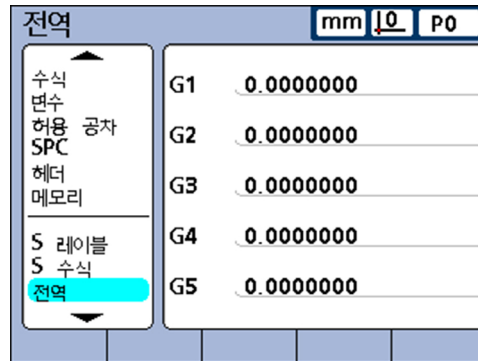 전역 mm 0 P0
수식
변수
허용 공차
SPC
헤더
메모리
S 레이블
S 수식
전역
G1 0.0000000
G2 0.0000000
G3 0.0000000
G4 0.0000000
G5 0.0000000